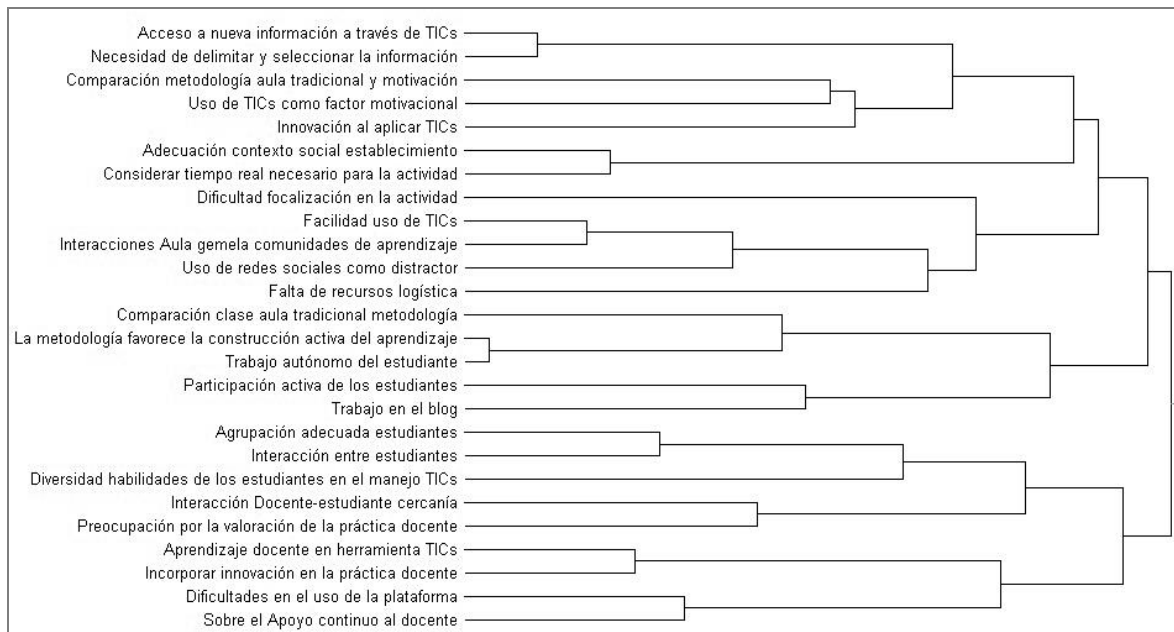 Acceso a nueva información a través de TICs
Necesidad de delimitar y seleccionar la información
Comparación metodología aula tradicional y motivación
Uso de TICs como factor motivacional
Innovación al aplicar TICs
Adecuación contexto social establecimiento
Considerar tiempo real necesario para la actividad
Dificultad focalización en la actividad
Facilidad uso de TICs
Interacciones Aula gemela comunidades de aprendizaje
Uso de redes sociales como distractor
Falta de recursos logística
Comparación clase aula tradicional metodología
La metodología favorece la construcción activa del aprendizaje
Trabajo autónomo del estudiante
Participación activa de los estudiantes
Trabajo en el blog
Agrupación adecuada estudiantes
Interacción entre estudiantes
Diversidad habilidades de los estudiantes en el manejo TICs
Interacción Docente-estudiante cercanía
Preocupación por la valoración de la práctica docente
Aprendizaje docente en herramienta TICs
Incorporar innovación en la práctica docente
Dificultades en el uso de la plataforma
Sobre el Apoyo continuo al docente